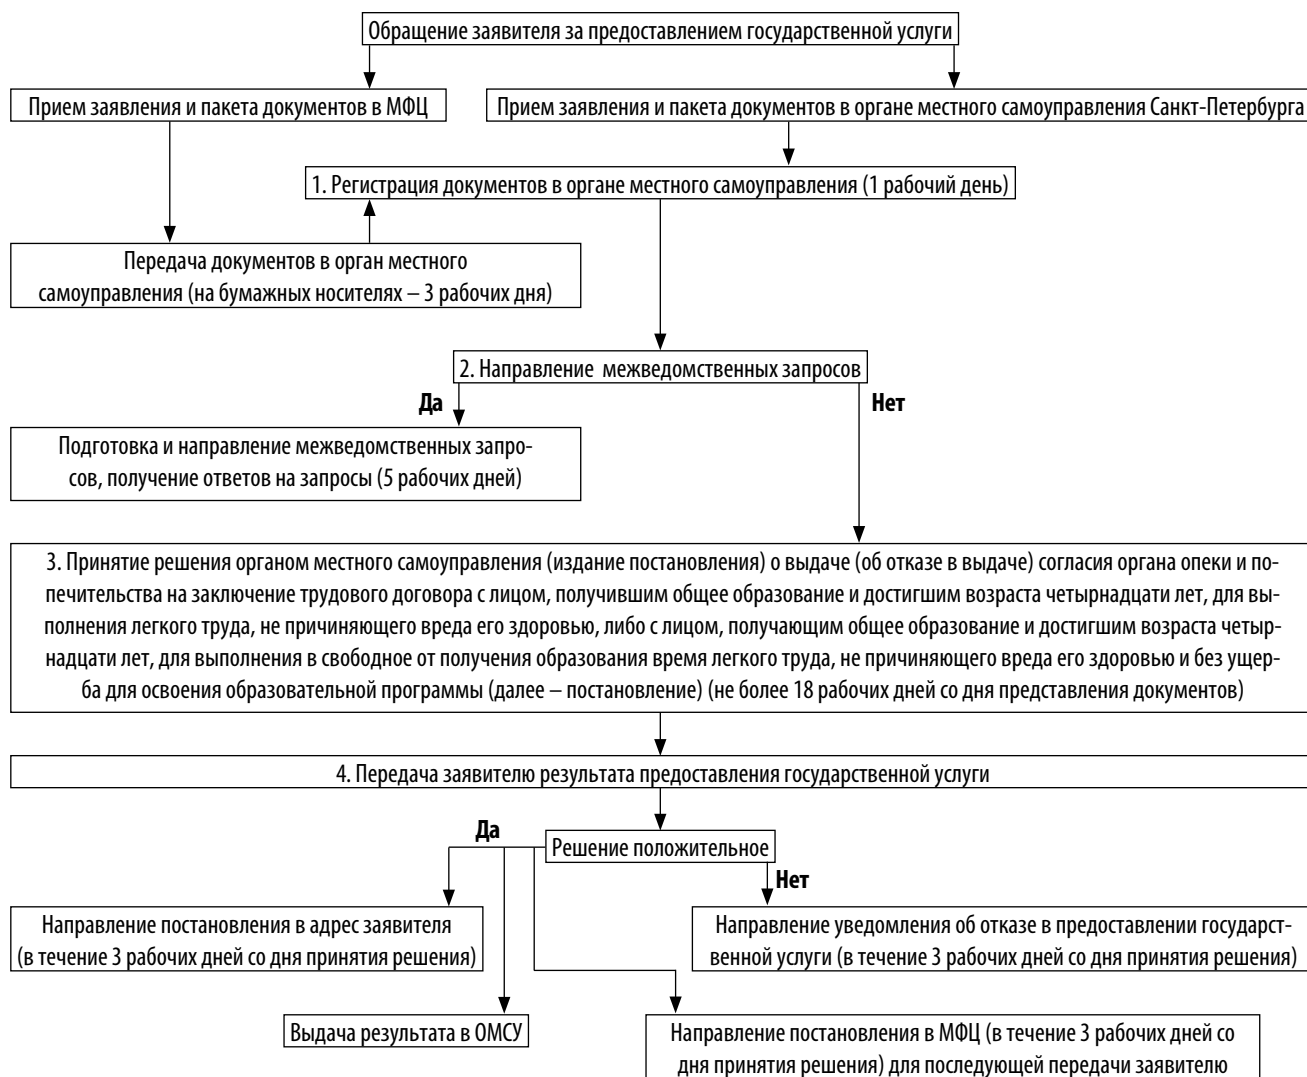 Обращение заявителя за предоставлением государственной услуги
Прием заявления и пакета документов в МФЦ
Прием заявления и пакета документов в органе местного самоуправления Санкт-Петербурга
1. Регистрация документов в органе местного самоуправления (1 рабочий день)
Передача документов в орган местного
самоуправления (на бумажных носителях – 3 рабочих дня)
2. Направление межведомственных запросов
Да
Нет
Подготовка и направление межведомственных запро-
сов, получение ответов на запросы (5 рабочих дней)
3. Принятие решения органом местного самоуправления (издание постановления) о выдаче (об отказе в выдаче) согласия органа опеки и по-
печительства на заключение трудового договора с лицом, получившим общее образование и достигшим возраста четырнадцати лет, для вы-
полнения легкого труда, не причиняющего вреда его здоровью, либо с лицом, получающим общее образование и достигшим возраста четыр-
надцати лет, для выполнения в свободное от получения образования время легкого труда, не причиняющего вреда его здоровью и без ущер-
ба для освоения образовательной программы (далее – постановление) (не более 18 рабочих дней со дня представления документов)
4. Передача заявителю результата предоставления государственной услуги
Да
Решение положительное
Нет
Направление постановления в адрес заявителя
(в течение 3 рабочих дней со дня принятия решения)
Направление уведомления об отказе в предоставлении государст-
венной услуги (в течение 3 рабочих дней со дня принятия решения)
Выдача результата в ОМСУ
Направление постановления в МФЦ (в течение 3 рабочих дней со
дня принятия решения) для последующей передачи заявителю